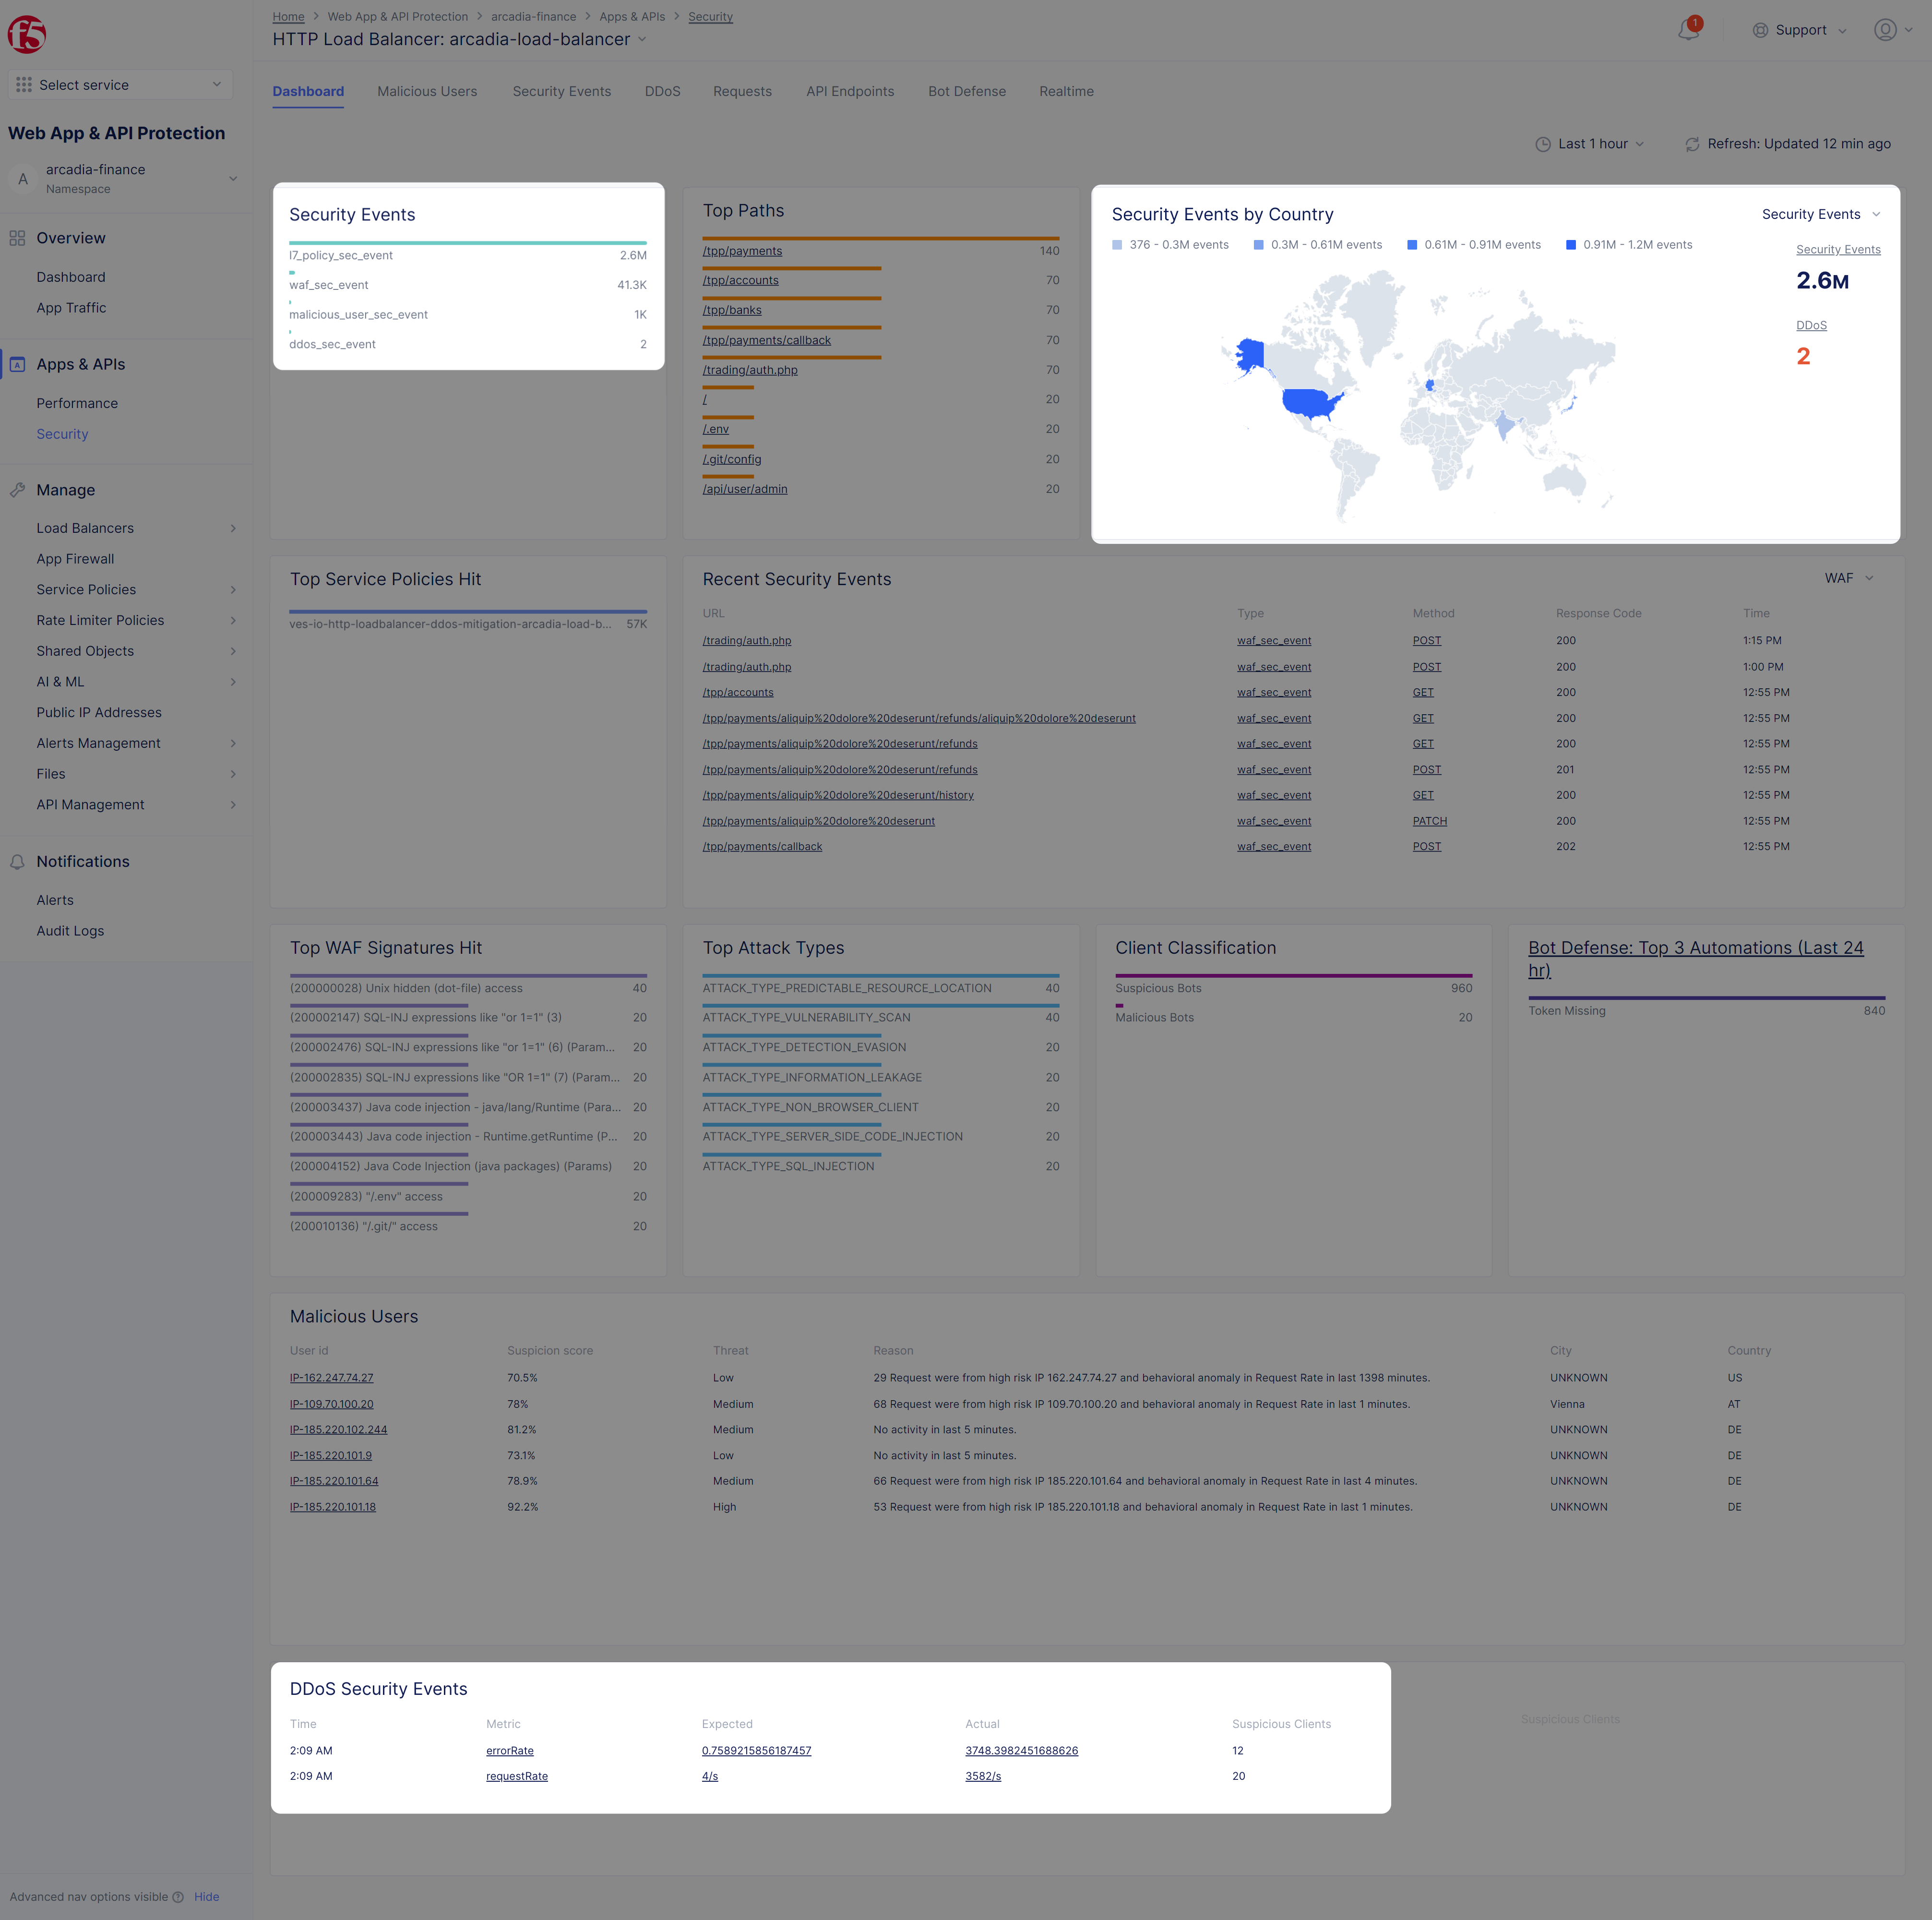 f5
Home > Web App & API Protection > arcadia-finance > Apps & APIs > Security
HTTP Load Balancer: arcadia-load-balancer
1
Support
Select service
Web App & API Protection
A
arcadia-finance
Namespace
Overview
Dashboard
App Traffic
Apps & APIs
Performance
Security
Manage
Load Balancers
App Firewall
Service Policies
Rate Limiter Policies
Shared Objects
AI & ML
Public IP Addresses
Alerts Management
Files
API Management
Notifications
Alerts
Audit Logs
Advanced nav options visible Hide
Dashboard Malicious Users Security Events DDoS Requests API Endpoints Bot Defense Realtime
Last 1 hour Refresh: Updated 12 min ago
Security Events
l7_policy_sec_event 2.6M
waf_sec_event 41.3K
malicious_user_sec_event 1K
ddos_sec_event 2
Top Paths
/tpp/payments 140
/tpp/accounts 70
/tpp/banks 70
/tpp/payments/callback 70
/trading/auth.php 70
/ 20
/.env 20
/.git/config 20
/api/user/admin 20
Security Events by Country Security Events
376 - 0.3M events 0.3M - 0.61M events 0.61M - 0.91M events 0.91M - 1.2M events
Security Events
2.6M
DDoS
2
Top Service Policies Hit
ves-io-http-loadbalancer-ddos-mitigation-arcadia-load-b... 57K
Recent Security Events WAF
URL Type Method Response Code Time
/trading/auth.php waf_sec_event POST 200 1:15 PM
/trading/auth.php waf_sec_event POST 200 1:00 PM
/tpp/accounts waf_sec_event GET 200 12:55 PM
/tpp/payments/aliquip%20dolore%20deserunt/refunds/aliquip%20dolore%20deserunt waf_sec_event GET 200 12:55 PM
/tpp/payments/aliquip%20dolore%20deserunt/refunds waf_sec_event GET 200 12:55 PM
/tpp/payments/aliquip%20dolore%20deserunt/refunds waf_sec_event POST 201 12:55 PM
/tpp/payments/aliquip%20dolore%20deserunt/history waf_sec_event GET 200 12:55 PM
/tpp/payments/aliquip%20dolore%20deserunt waf_sec_event PATCH 200 12:55 PM
/tpp/payments/callback waf_sec_event POST 202 12:55 PM
Top WAF Signatures Hit
(200000028) Unix hidden (dot-file) access 40
(200002147) SQL-INJ expressions like "or 1=1" (3) 20
(200002476) SQL-INJ expressions like "or 1=1" (6) (Param... 20
(200002835) SQL-INJ expressions like "OR 1=1" (7) (Param... 20
(200003437) Java code injection - java/lang/Runtime (Para... 20
(200003443) Java code injection - Runtime.getRuntime (P... 20
(200004152) Java Code Injection (java packages) (Params) 20
(200009283) "/.env" access 20
(200010136) "/.git/" access 20
Top Attack Types
ATTACK_TYPE_PREDICTABLE_RESOURCE_LOCATION 40
ATTACK_TYPE_VULNERABILITY_SCAN 40
ATTACK_TYPE_DETECTION_EVASION 20
ATTACK_TYPE_INFORMATION_LEAKAGE 20
ATTACK_TYPE_NON_BROWSER_CLIENT 20
ATTACK_TYPE_SERVER_SIDE_CODE_INJECTION 20
ATTACK_TYPE_SQL_INJECTION 20
Client Classification
Suspicious Bots 960
Malicious Bots 20
Bot Defense: Top 3 Automations (Last 24
hr)
Token Missing 840
Malicious Users
User id Suspicion score Threat Reason City Country
IP-162.247.74.27 70.5% Low 29 Request were from high risk IP 162.247.74.27 and behavioral anomaly in Request Rate in last 1398 minutes. UNKNOWN US
IP-109.70.100.20 78% Medium 68 Request were from high risk IP 109.70.100.20 and behavioral anomaly in Request Rate in last 1 minutes. Vienna AT
IP-185.220.102.244 81.2% Medium No activity in last 5 minutes. UNKNOWN DE
IP-185.220.101.9 73.1% Low No activity in last 5 minutes. UNKNOWN DE
IP-185.220.101.64 78.9% Medium 66 Request were from high risk IP 185.220.101.64 and behavioral anomaly in Request Rate in last 4 minutes. UNKNOWN DE
IP-185.220.101.18 92.2% High 53 Request were from high risk IP 185.220.101.18 and behavioral anomaly in Request Rate in last 1 minutes. UNKNOWN DE
DDoS Security Events
Time Metric Expected Actual Suspicious Clients
2:09 AM errorRate 0.7589215856187457 3748.3982451688626 12
2:09 AM requestRate 4/s 3582/s 20
Suspicious Clients